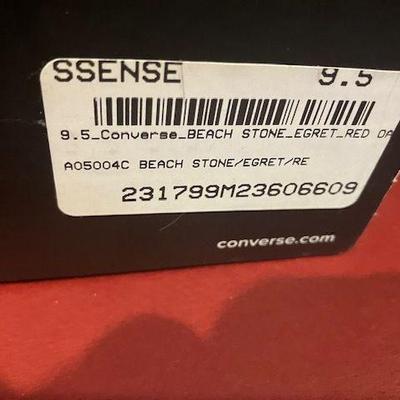 SSENSE 9.5
9.5_Converse_BEACH STONE_EGRET_RED OA
A05004C BEACH STONE/EGRET/RE
231799M23606609
converse.com